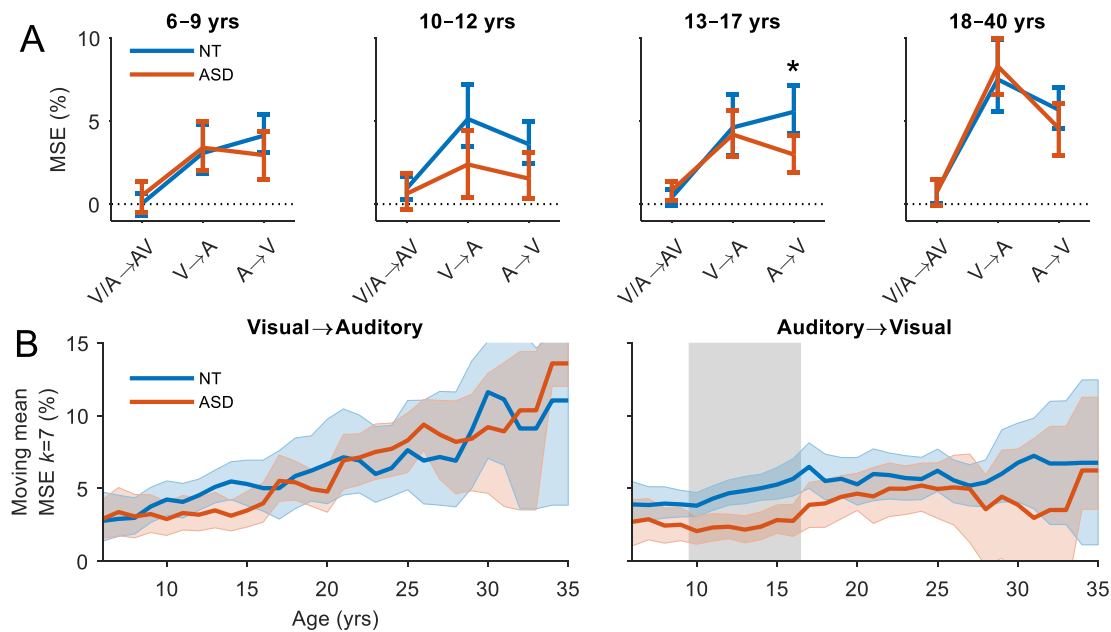 A
6–9 yrs
10–12 yrs
13–17 yrs
18–40 yrs
MSE (%)
10
5
0
NT
ASD
*
V/A→AV
V→A
A→V
V/A→AV
V→A
A→V
V/A→AV
V→A
A→V
V/A→AV
V→A
A→V
B
Visual→Auditory
Auditory→Visual
Moving mean
MSE k=7 (%)
15
10
5
0
NT
ASD
10
15
20
25
30
35
10
15
20
25
30
35
Age (yrs)